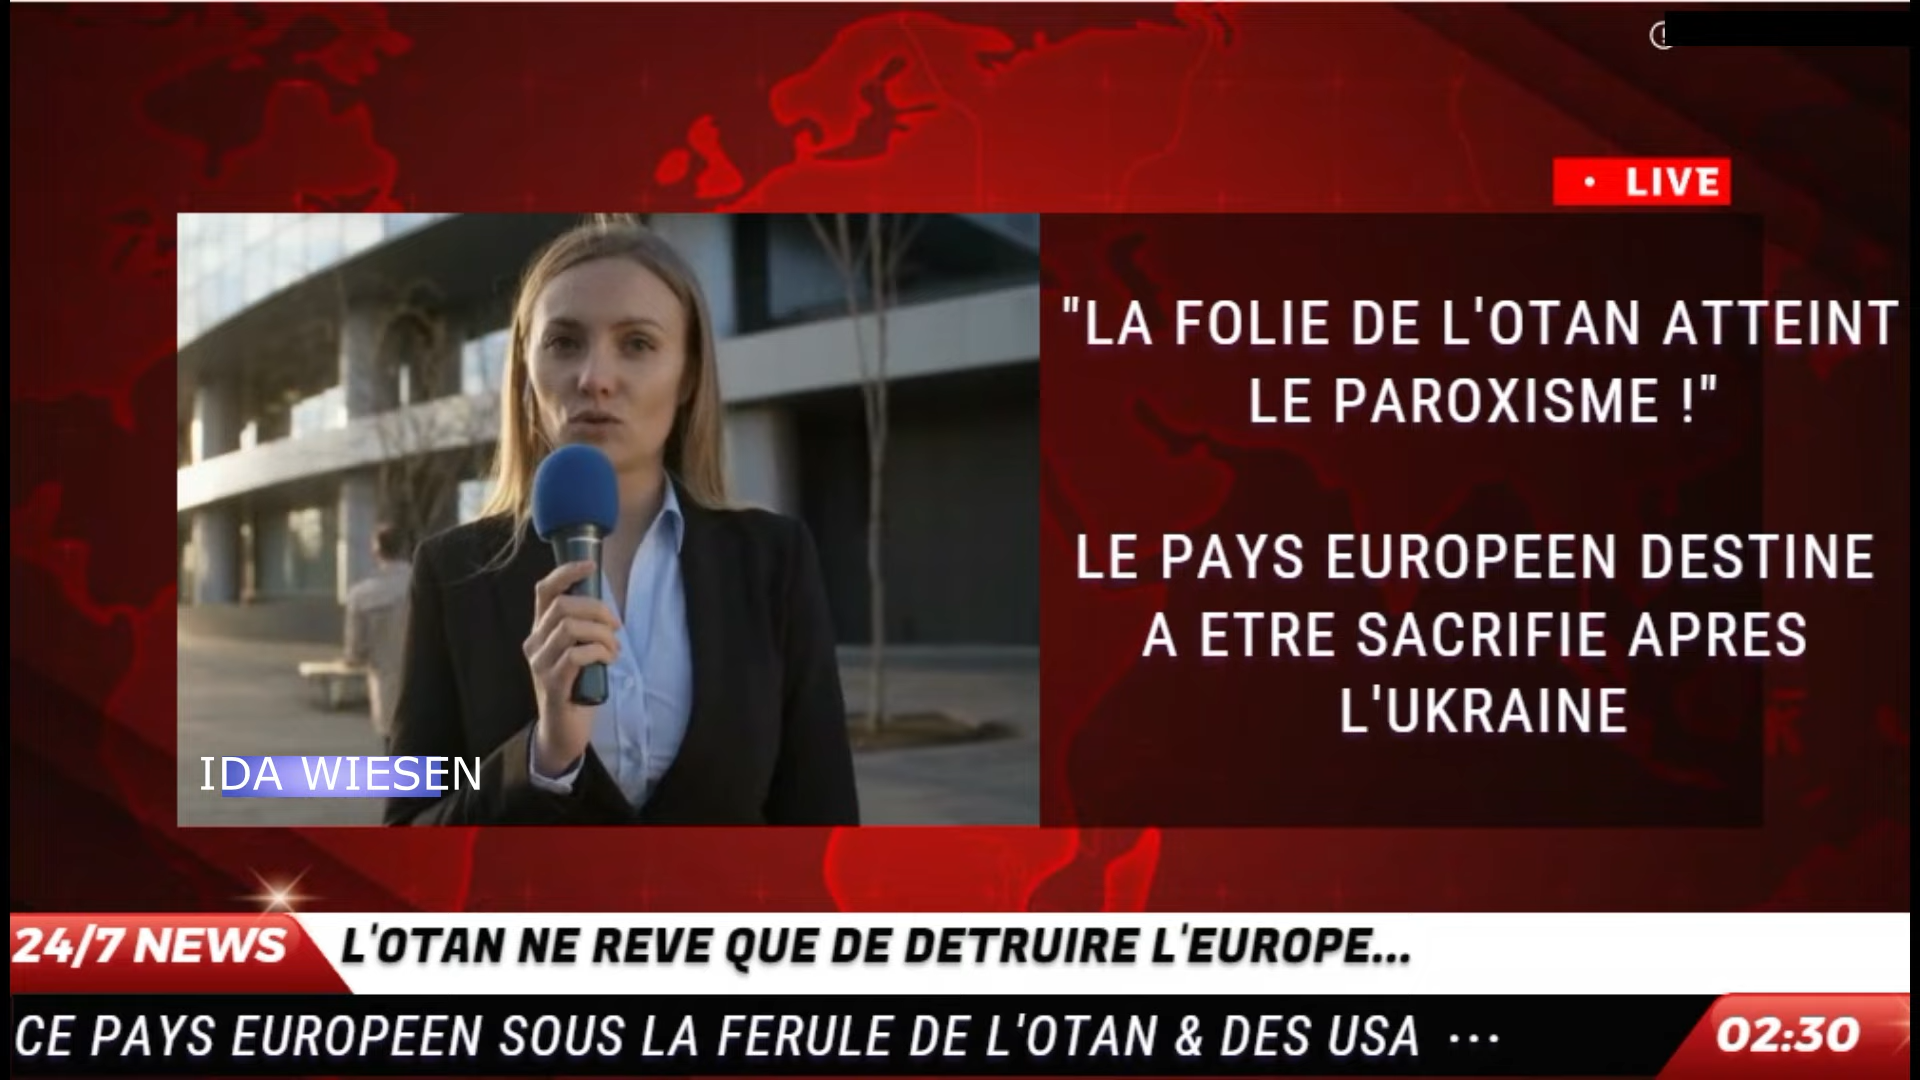 LIVE
"LA FOLIE DE L'OTAN ATTEINT
LE PAROXISME !"
LE PAYS EUROPEEN DESTINE
A ETRE SACRIFIE APRES
L'UKRAINE
IDA WIESEN
24/7 NEWS
L'OTAN NE REVE QUE DE DETRUIRE L'EUROPE...
CE PAYS EUROPEEN SOUS LA FERULE DE L'OTAN & DES USA ...
02:30